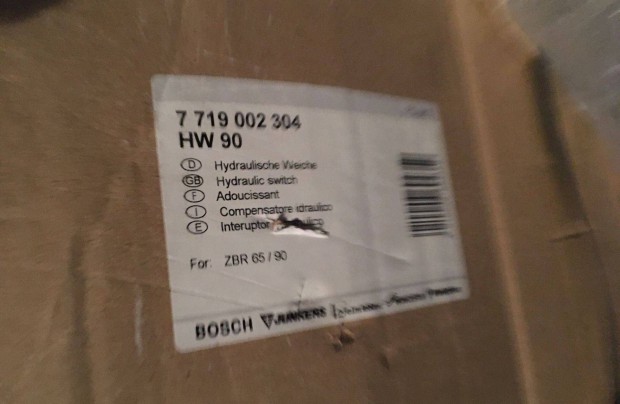 7 719 002 304
HW 90
D Hydraulische Weiche
GB Hydraulic switch
F Adoucissant
I Compensatore idraulico
E Interuptor
For: ZBR 65 / 90
BOSCH JUNKERS